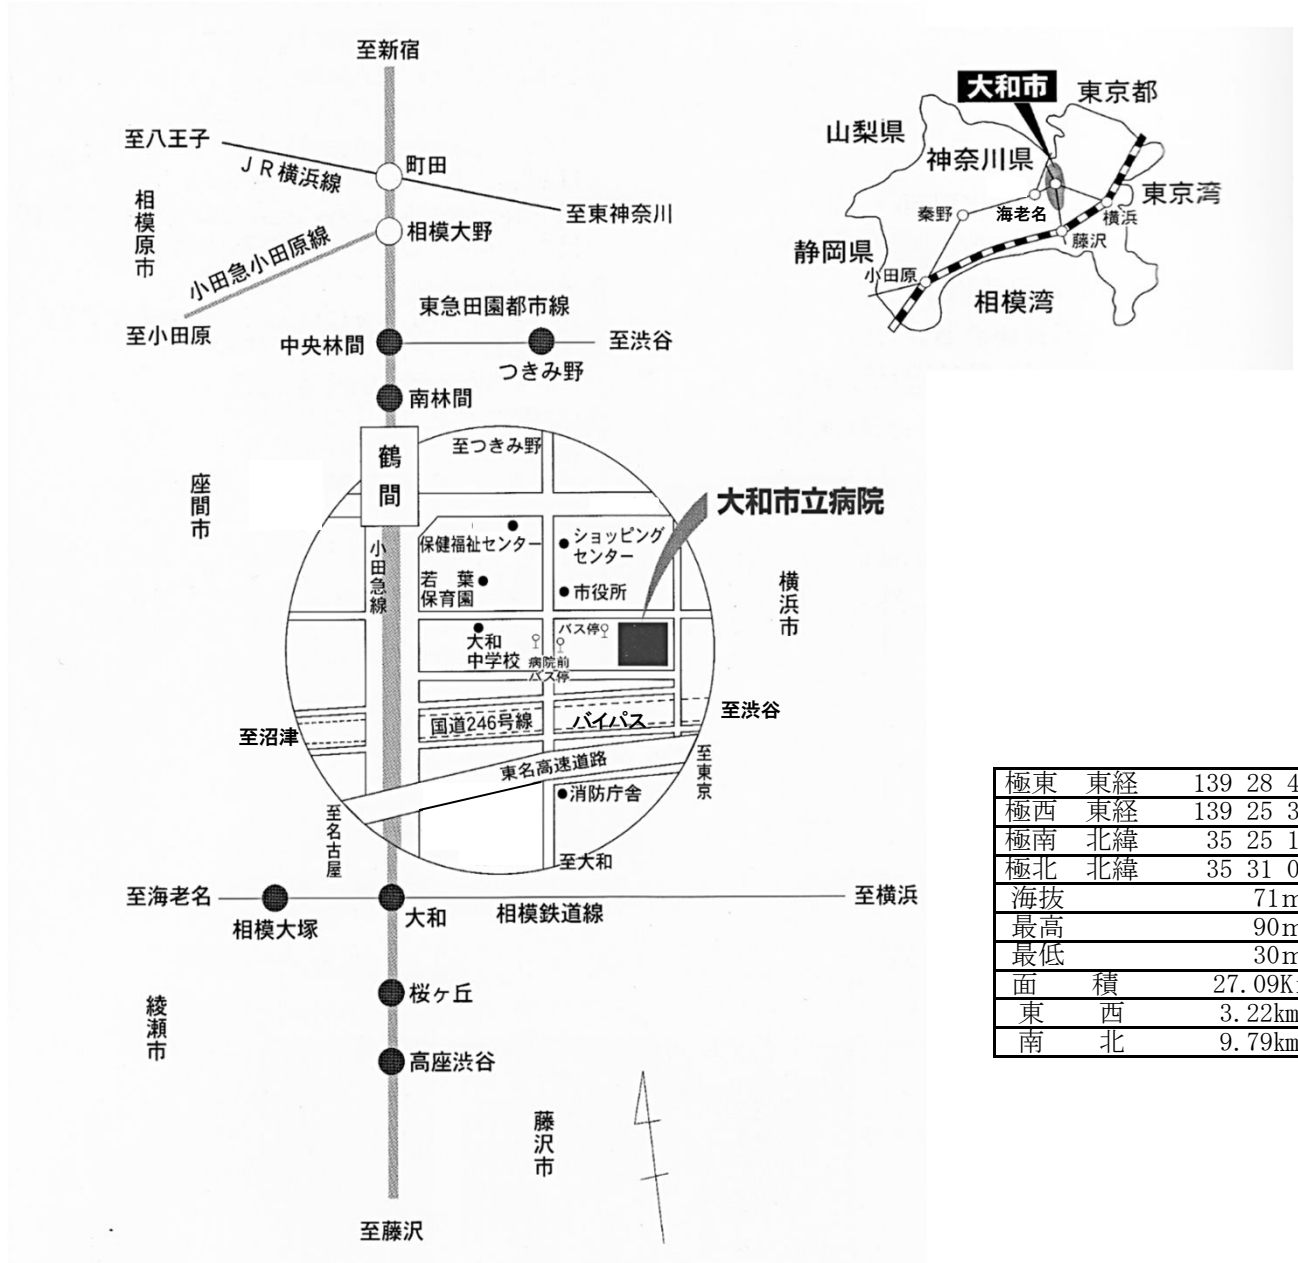 至新宿
至八王子
JR横浜線
町田
至東神奈川
相模原市
相模大野
小田急小田原線
至小田原
東急田園都市線
中央林間
至渋谷
つきみ野
南林間
大和市
東京都
山梨県
神奈川県
東京湾
秦野
海老名
横浜
藤沢
静岡県
小田原
相模湾
鶴間
至つきみ野
座間市
大和市立病院
小田急線
保健福祉センター
ショッピング
センター
若 葉
保育園
市役所
横浜市
バス停
大和
中学校
病院前
バス停
至渋谷
国道246号線
バイパス
至沼津
東名高速道路
至東京
消防庁舎
至名古屋
至大和
至海老名
相模大塚
大和
相模鉄道線
至横浜
桜ヶ丘
綾瀬市
高座渋谷
藤沢市
至藤沢
極東 東経 139 28 4
極西 東経 139 25 3
極南 北緯 35 25 1
極北 北緯 35 31 0
海抜 71m
最高 90m
最低 30m
面 積 27.09K
東 西 3.22km
南 北 9.79km